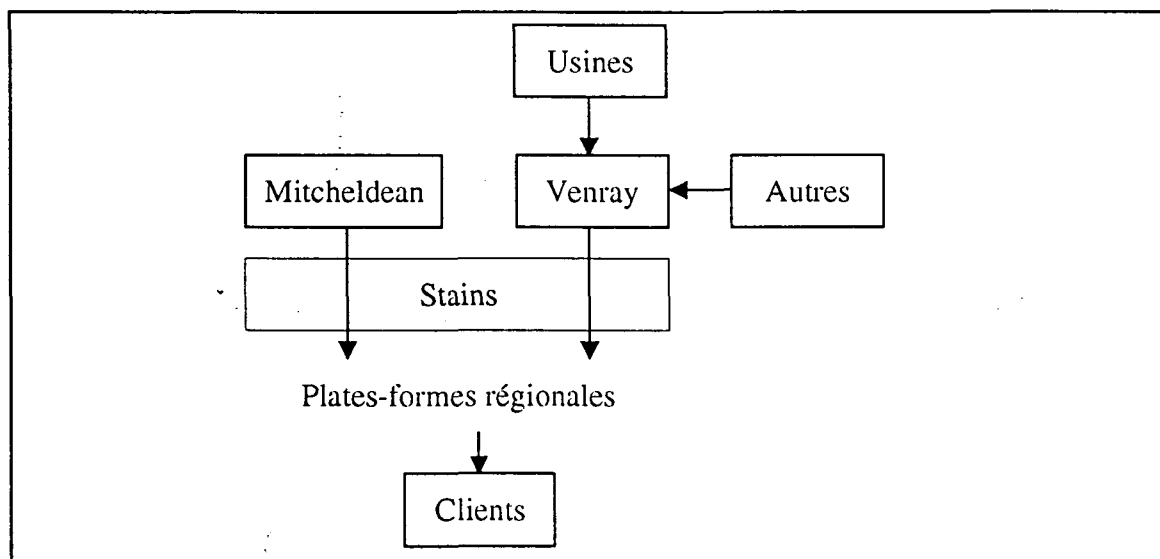 Usines
Mitcheldean
Venray
Autres
Stains
Plates-formes régionales
Clients